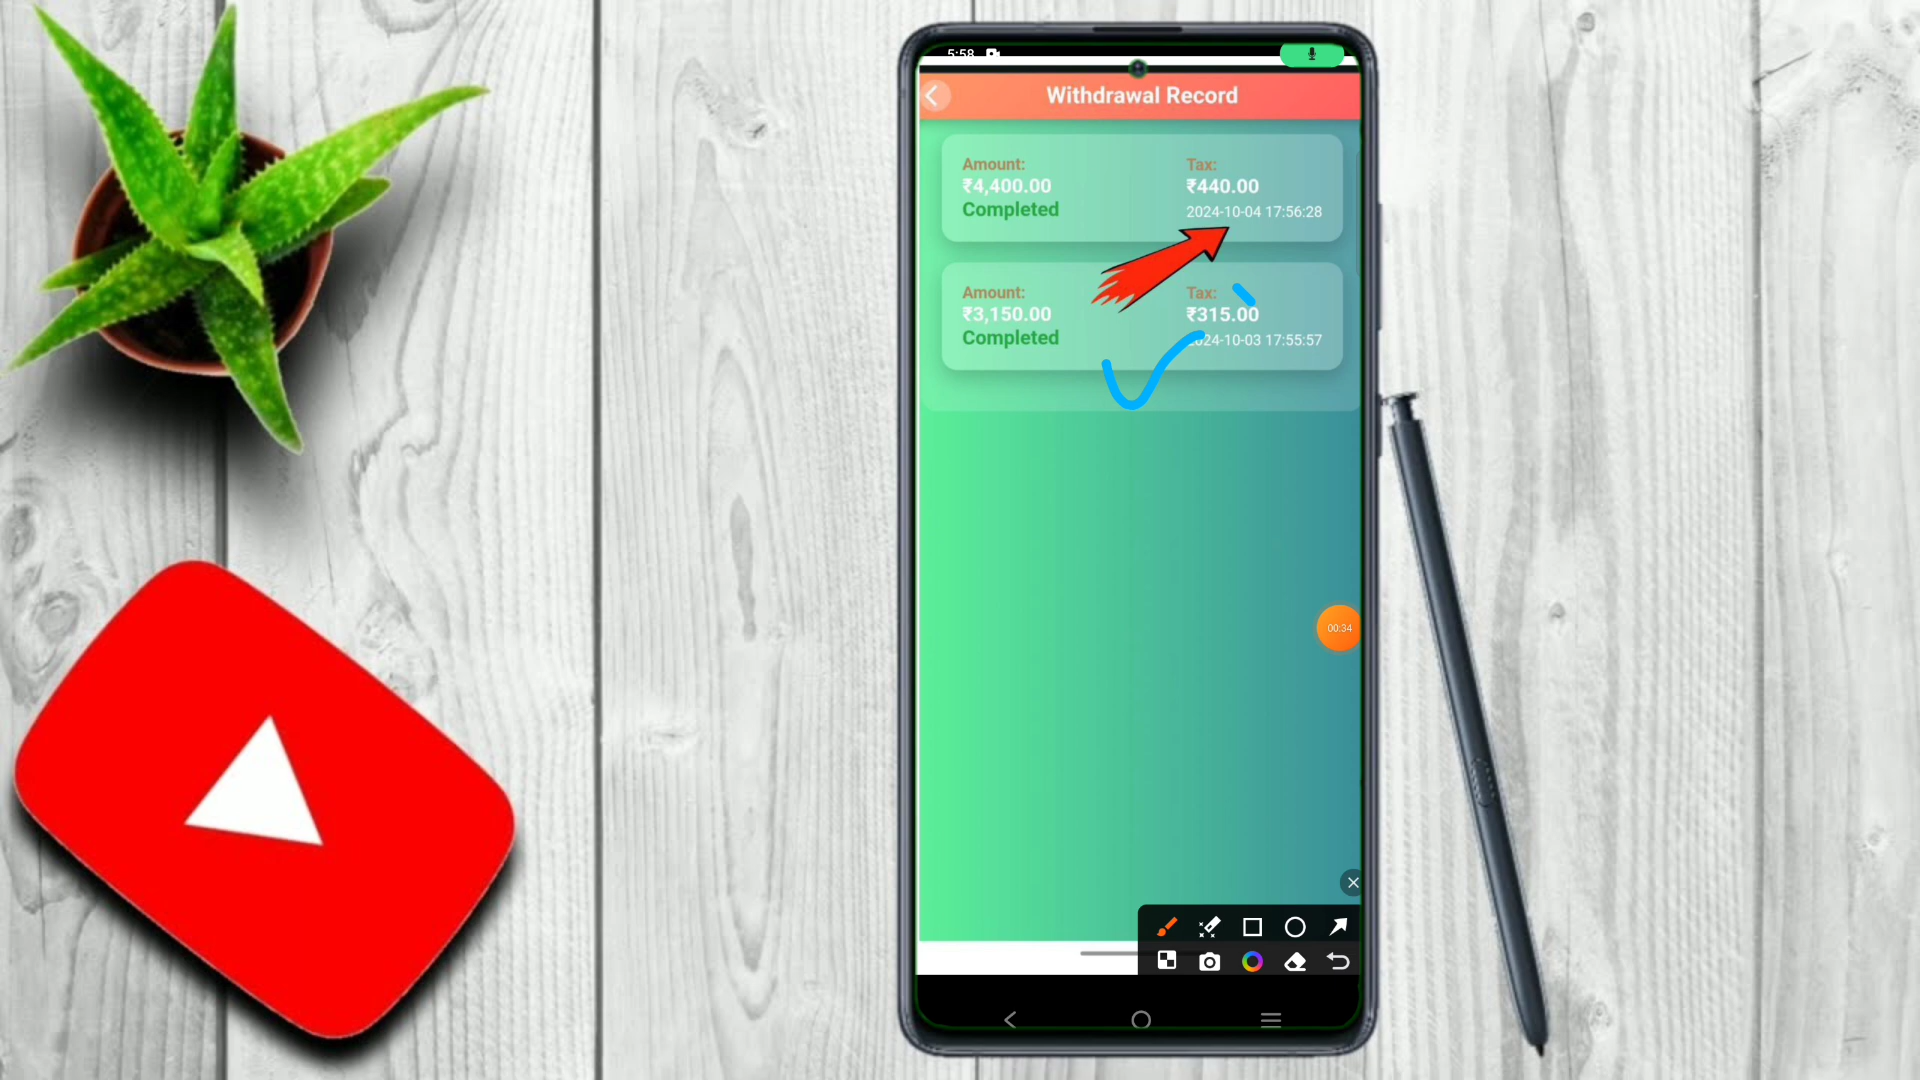 5:58
Withdrawal Record
Amount:
₹4,400.00
Completed
Tax:
₹440.00
2024-10-04 17:56:28
Amount:
₹3,150.00
Completed
Tax:
₹315.00
2024-10-03 17:55:57
00:34